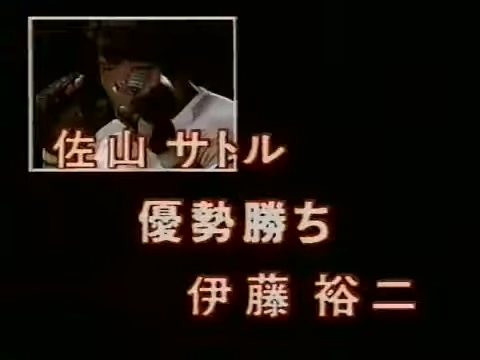 佐山 サトル
優勢勝ち
伊藤 裕二